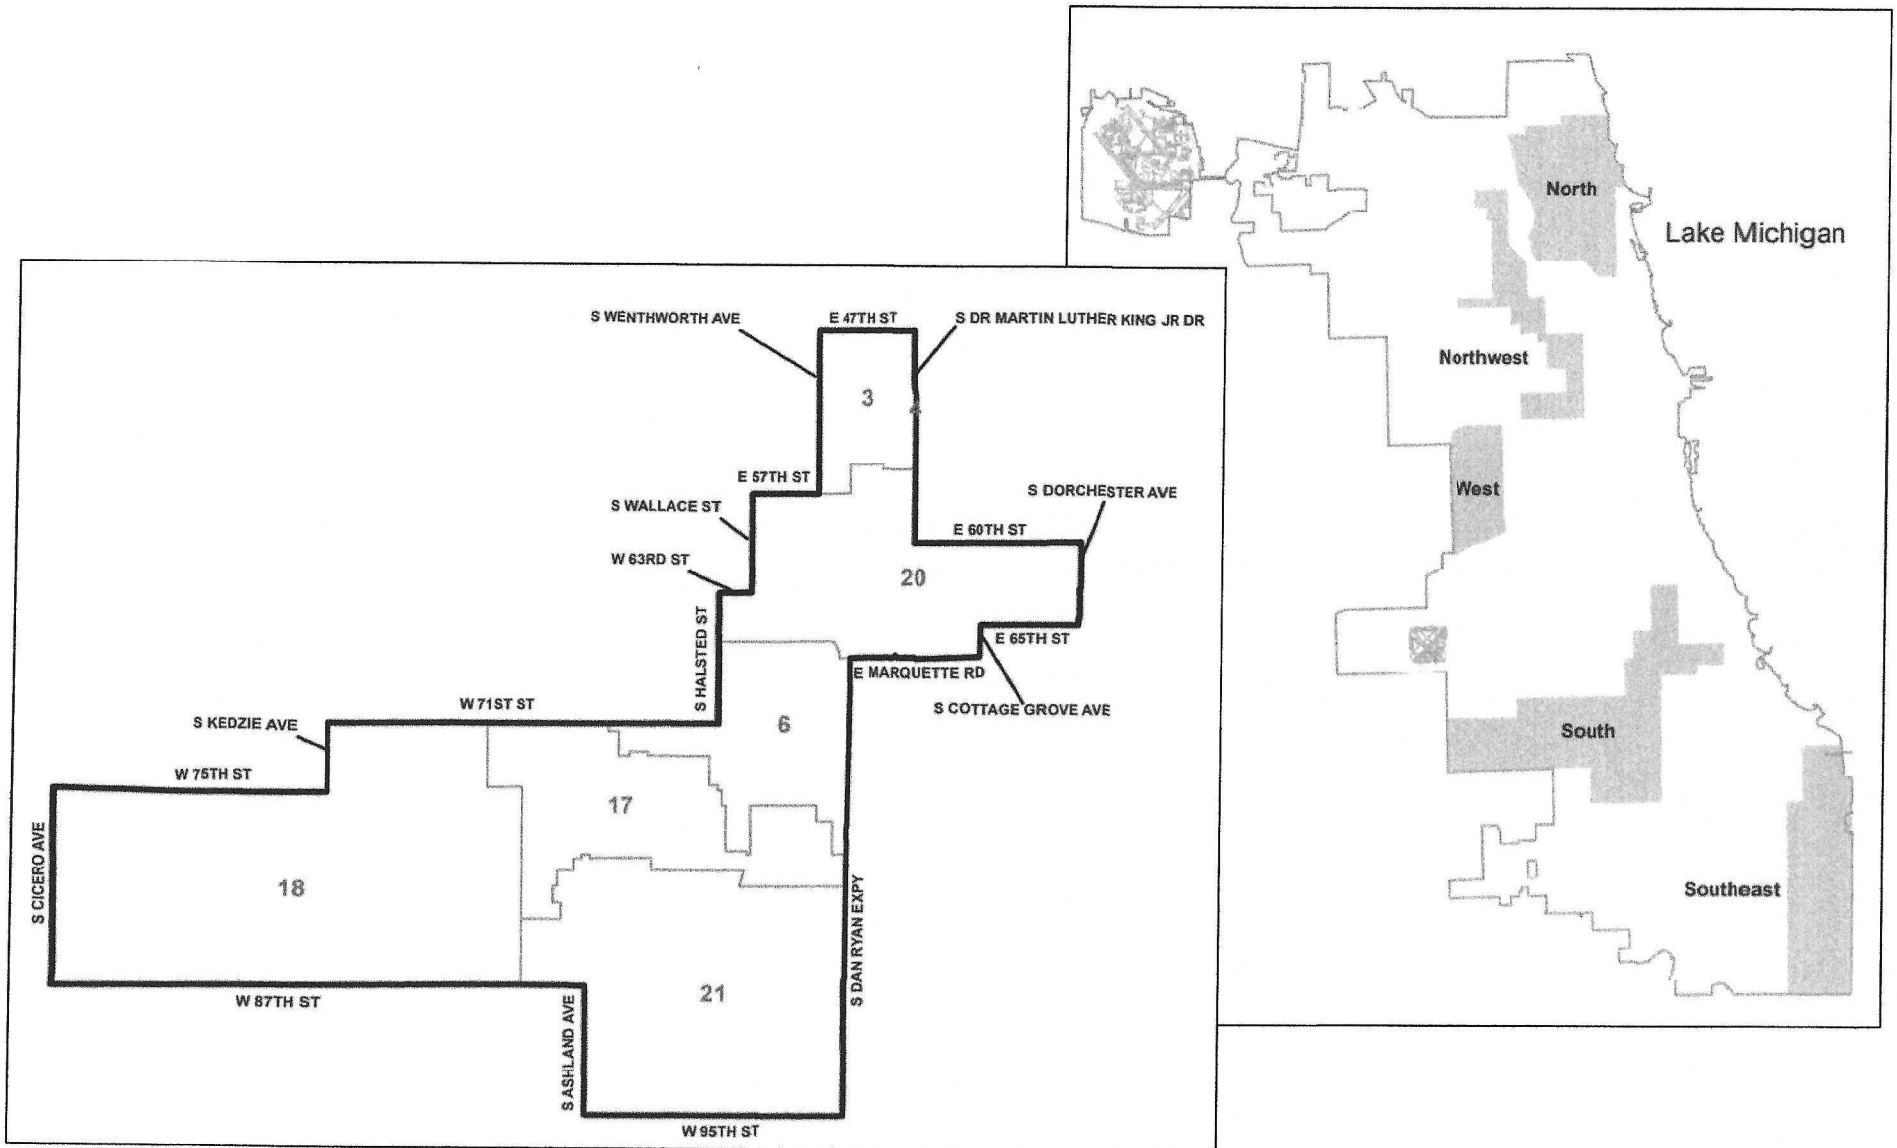 North
Lake Michigan
Northwest
West
South
Southeast
S WENTHWORTH AVE
E 47TH ST
S DR MARTIN LUTHER KING JR DR
3
4
E 57TH ST
S WALLACE ST
S DORCHESTER AVE
E 60TH ST
W 63RD ST
20
S HALSTED ST
E 65TH ST
E MARQUETTE RD
S COTTAGE GROVE AVE
W 71ST ST
S KEDZIE AVE
6
W 75TH ST
17
S CICERO AVE
18
S DAN RYAN EXPY
W 87TH ST
21
S ASHLAND AVE
W 95TH ST